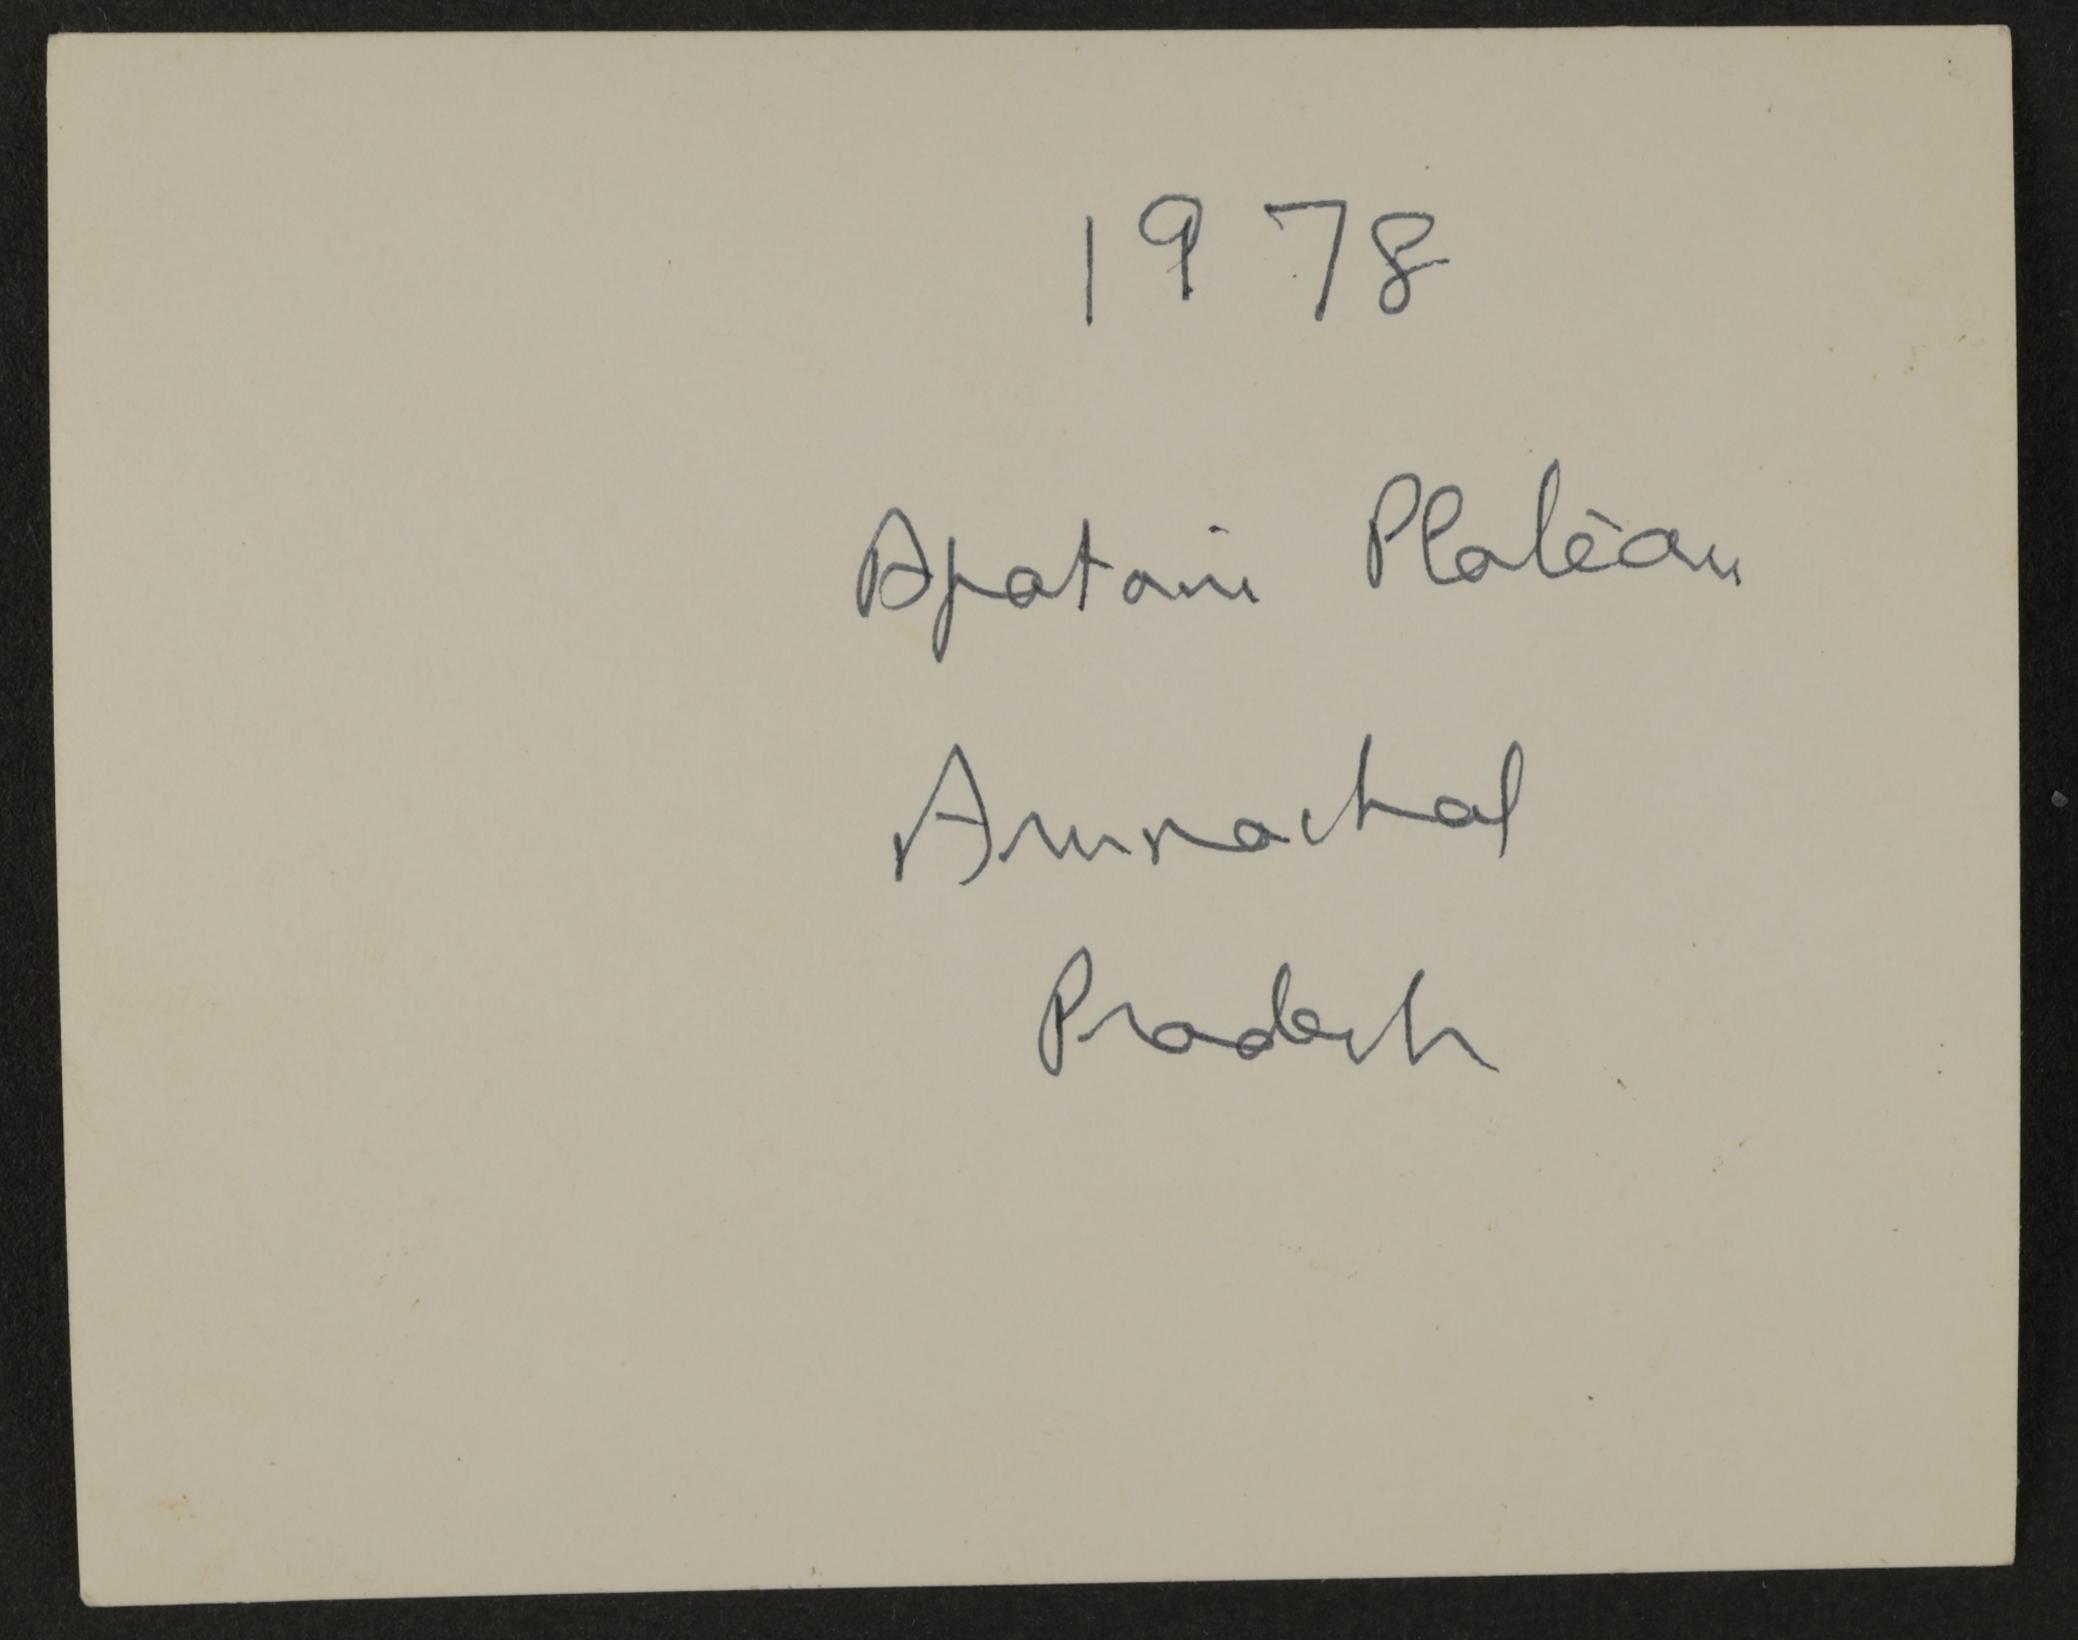 1978
Apatani Plateau
Arunachal
Pradesh